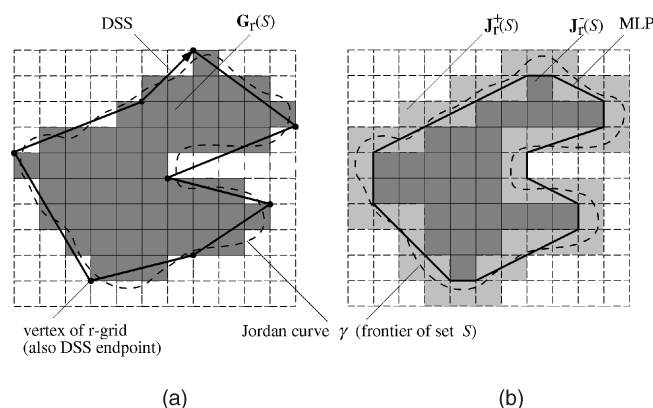 DSS
G_r(S)
J_r^+(S)
J_r^-(S)
MLP
vertex of r-grid
(also DSS endpoint)
Jordan curve γ (frontier of set S)
(a)
(b)